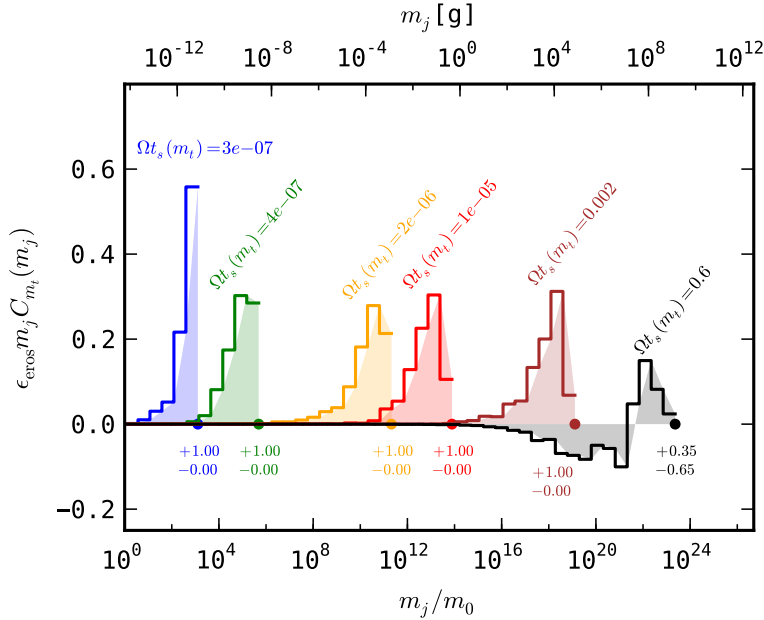 m_j [g]
10^{-12} 10^{-8} 10^{-4} 10^0 10^4 10^8 10^{12}
Ωt_s(m_t)=3e−07
Ωt_s(m_t)=4e−07
Ωt_s(m_t)=2e−06
Ωt_s(m_t)=1e−05
Ωt_s(m_t)=0.002
Ωt_s(m_t)=0.6
ϵ_{eros} m_j C_{m_t}(m_j)
0.6
0.4
0.2
0.0
−0.2
+1.00
−0.00
+1.00
−0.00
+1.00
−0.00
+1.00
−0.00
+1.00
−0.00
+0.35
−0.65
10^0 10^4 10^8 10^{12} 10^{16} 10^{20} 10^{24}
m_j/m_0